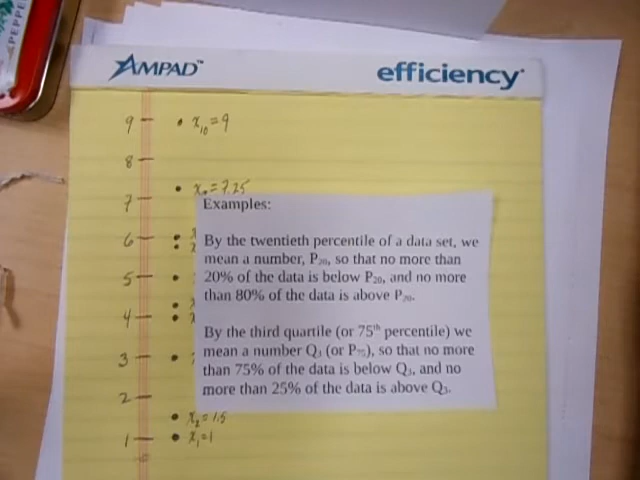 PEPPE
AMPAD™
efficiency
9 • x₁₀ = 9
8
7 • = 7.25
Examples:
6
By the twentieth percentile of a data set, we
mean a number, P₂₀, so that no more than
5
20% of the data is below P₂₀, and no more
than 80% of the data is above P₂₀.
4
By the third quartile (or 75ᵗʰ percentile) we
3
mean a number Q₃ (or P₇₅), so that no more
than 75% of the data is below Q₃, and no
more than 25% of the data is above Q₃.
2
• x₂ = 1.5
1 • x₁ = 1